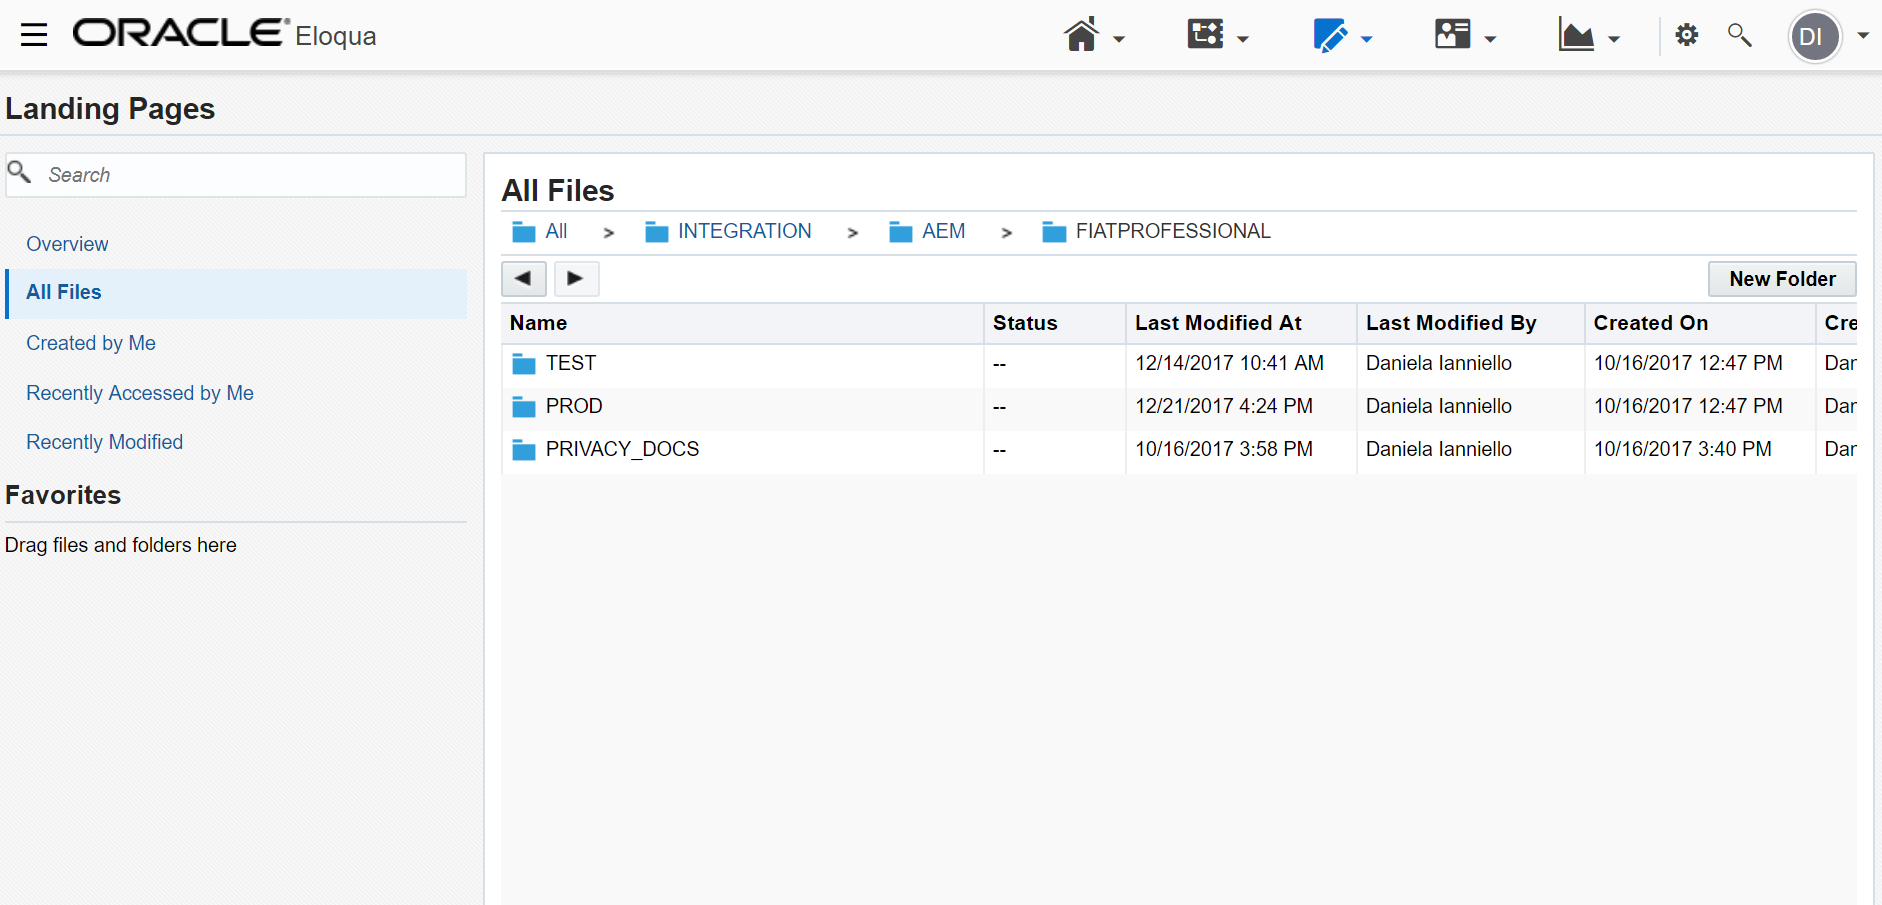 ORACLE® Eloqua
DI
Landing Pages
Search
Overview
All Files
Created by Me
Recently Accessed by Me
Recently Modified
Favorites
Drag files and folders here
All Files
All > INTEGRATION > AEM > FIATPROFESSIONAL
New Folder
Name Status Last Modified At Last Modified By Created On Cre
TEST -- 12/14/2017 10:41 AM Daniela Ianniello 10/16/2017 12:47 PM Dar
PROD -- 12/21/2017 4:24 PM Daniela Ianniello 10/16/2017 12:47 PM Dar
PRIVACY_DOCS -- 10/16/2017 3:58 PM Daniela Ianniello 10/16/2017 3:40 PM Dar